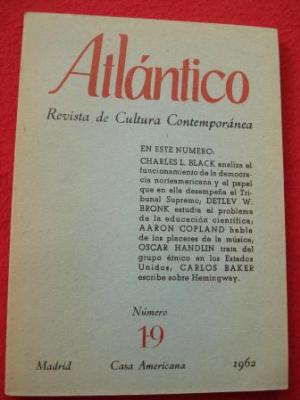 Atlántico
Revista de Cultura Contemporánea
EN ESTE NUMERO:
CHARLES L. BLACK analiza el
funcionamiento de la democra-
cia norteamericana y el papel
que en ella desempeña el Tri-
bunal Supremo; DETLEV W.
BRONK estudia el problema
de la educación científica;
AARON COPLAND habla
de los placeres de la música;
OSCAR HANDLIN trata del
grupo étnico en los Estados
Unidos; CARLOS BAKER
escribe sobre Hemingway.
Número
19
Madrid Casa Americana 1962